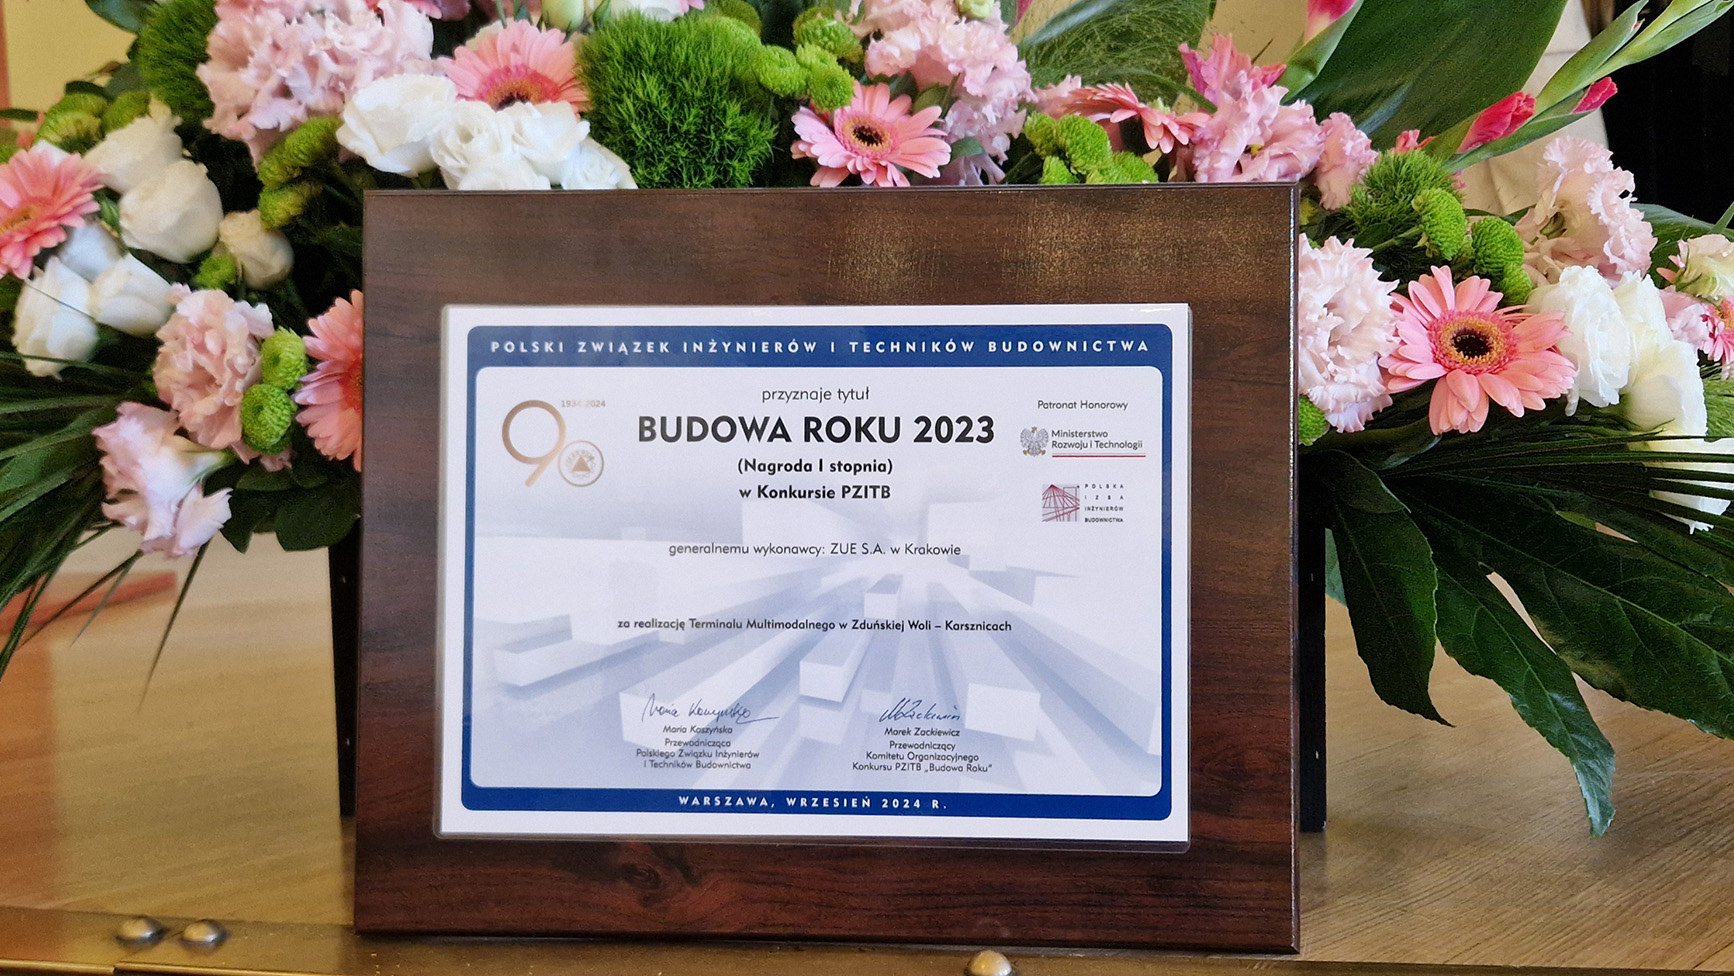 POLSKI ZWIĄZEK INŻYNIERÓW I TECHNIKÓW BUDOWNICTWA
1934-2024
90
przyznaje tytuł
BUDOWA ROKU 2023
(Nagroda I stopnia)
w Konkursie PZITB
Patronat Honorowy
Ministerstwo
Rozwoju i Technologii
POLSKA
IZBA
INŻYNIERÓW
BUDOWNICTWA
generalnemu wykonawcy: ZUE S.A. w Krakowie
za realizację Terminalu Multimodalnego w Zduńskiej Woli – Karsznicach
Maria Kaszyńska
Przewodnicząca
Polskiego Związku Inżynierów
i Techników Budownictwa
Marek Zackiewicz
Przewodniczący
Komitetu Organizacyjnego
Konkursu PZITB „Budowa Roku"
WARSZAWA, WRZESIEŃ 2024 R.